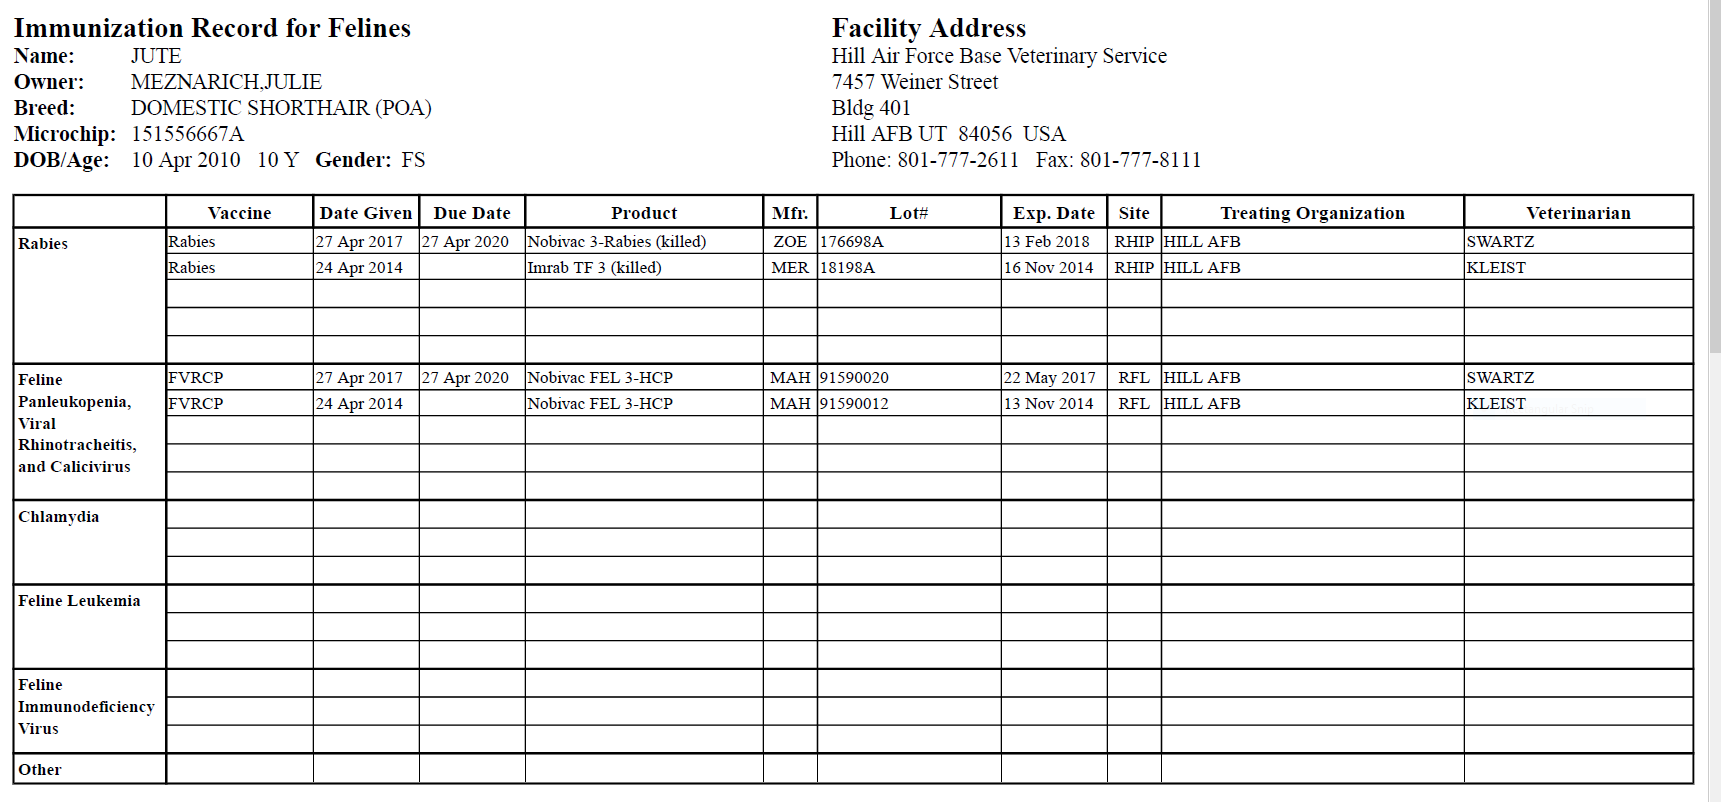 Immunization Record for Felines
Name: JUTE
Owner: MEZNARICH,JULIE
Breed: DOMESTIC SHORTHAIR (POA)
Microchip: 151556667A
DOB/Age: 10 Apr 2010 10 Y Gender: FS
Facility Address
Hill Air Force Base Veterinary Service
7457 Weiner Street
Bldg 401
Hill AFB UT 84056 USA
Phone: 801-777-2611 Fax: 801-777-8111
Vaccine Date Given Due Date Product Mfr. Lot# Exp. Date Site Treating Organization Veterinarian
Rabies
Rabies 27 Apr 2017 27 Apr 2020 Nobivac 3-Rabies (killed) ZOE 176698A 13 Feb 2018 RHIP HILL AFB SWARTZ
Rabies 24 Apr 2014 Imrab TF 3 (killed) MER 18198A 16 Nov 2014 RHIP HILL AFB KLEIST
Feline
Panleukopenia,
Viral
Rhinotracheitis,
and Calicivirus
FVRCP 27 Apr 2017 27 Apr 2020 Nobivac FEL 3-HCP MAH 91590020 22 May 2017 RFL HILL AFB SWARTZ
FVRCP 24 Apr 2014 Nobivac FEL 3-HCP MAH 91590012 13 Nov 2014 RFL HILL AFB KLEIST
Chlamydia
Feline Leukemia
Feline
Immunodeficiency
Virus
Other